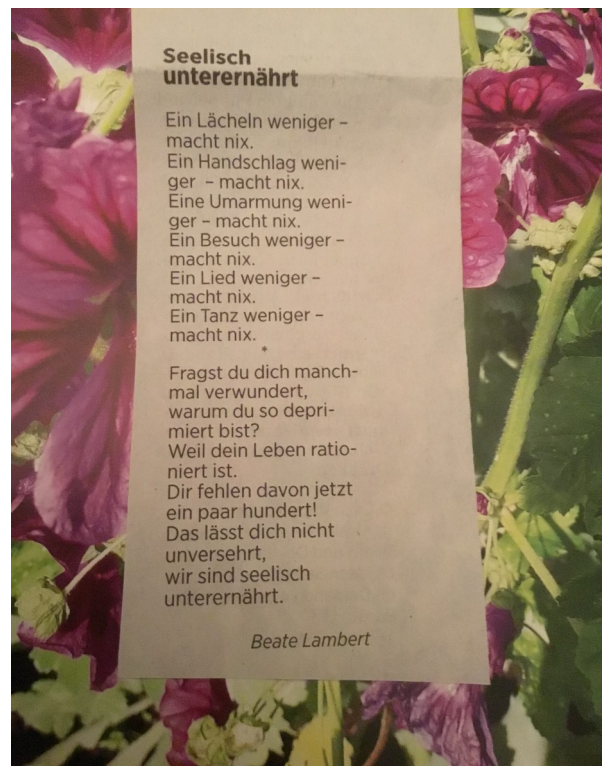 Seelisch
unterernährt
Ein Lächeln weniger –
macht nix.
Ein Handschlag weni-
ger – macht nix.
Eine Umarmung weni-
ger – macht nix.
Ein Besuch weniger –
macht nix.
Ein Lied weniger –
macht nix.
Ein Tanz weniger –
macht nix.
*
Fragst du dich manch-
mal verwundert,
warum du so depri-
miert bist?
Weil dein Leben ratio-
niert ist.
Dir fehlen davon jetzt
ein paar hundert!
Das lässt dich nicht
unversehrt,
wir sind seelisch
unterernährt.
Beate Lambert